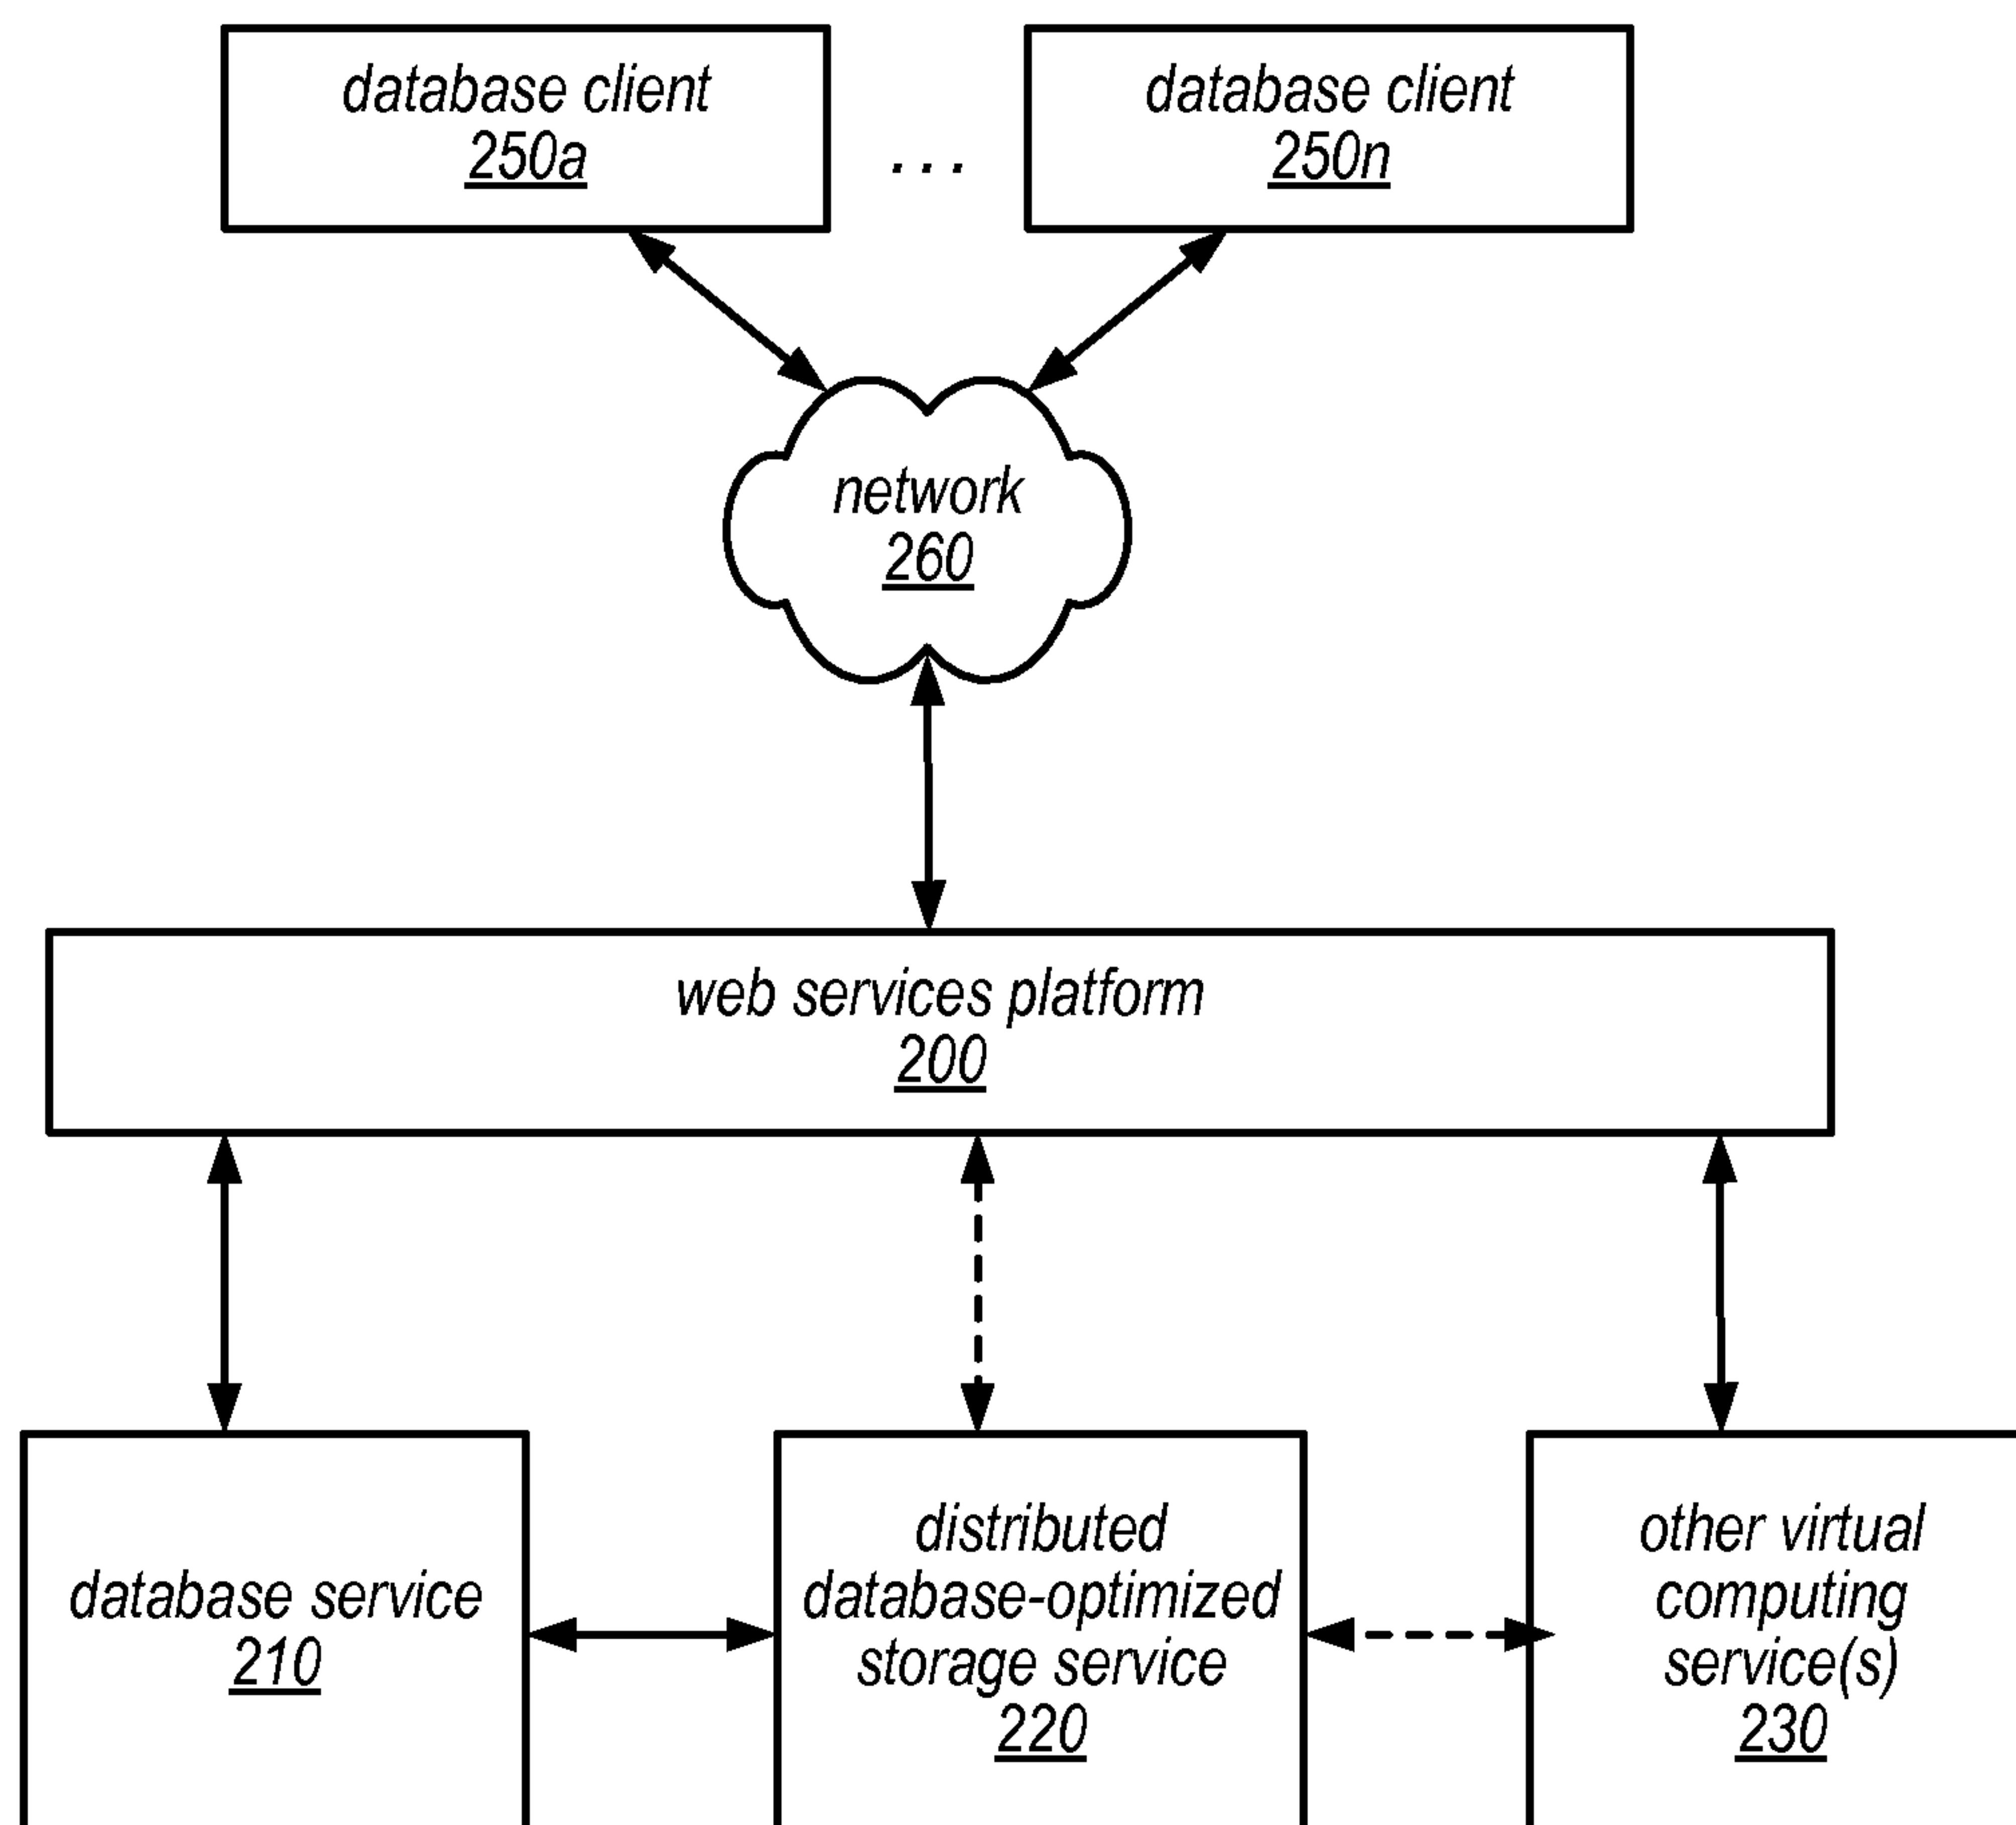 database client
250a
...
database client
250n
network
260
web services platform
200
database service
210
distributed
database-optimized
storage service
220
other virtual
computing
service(s)
230